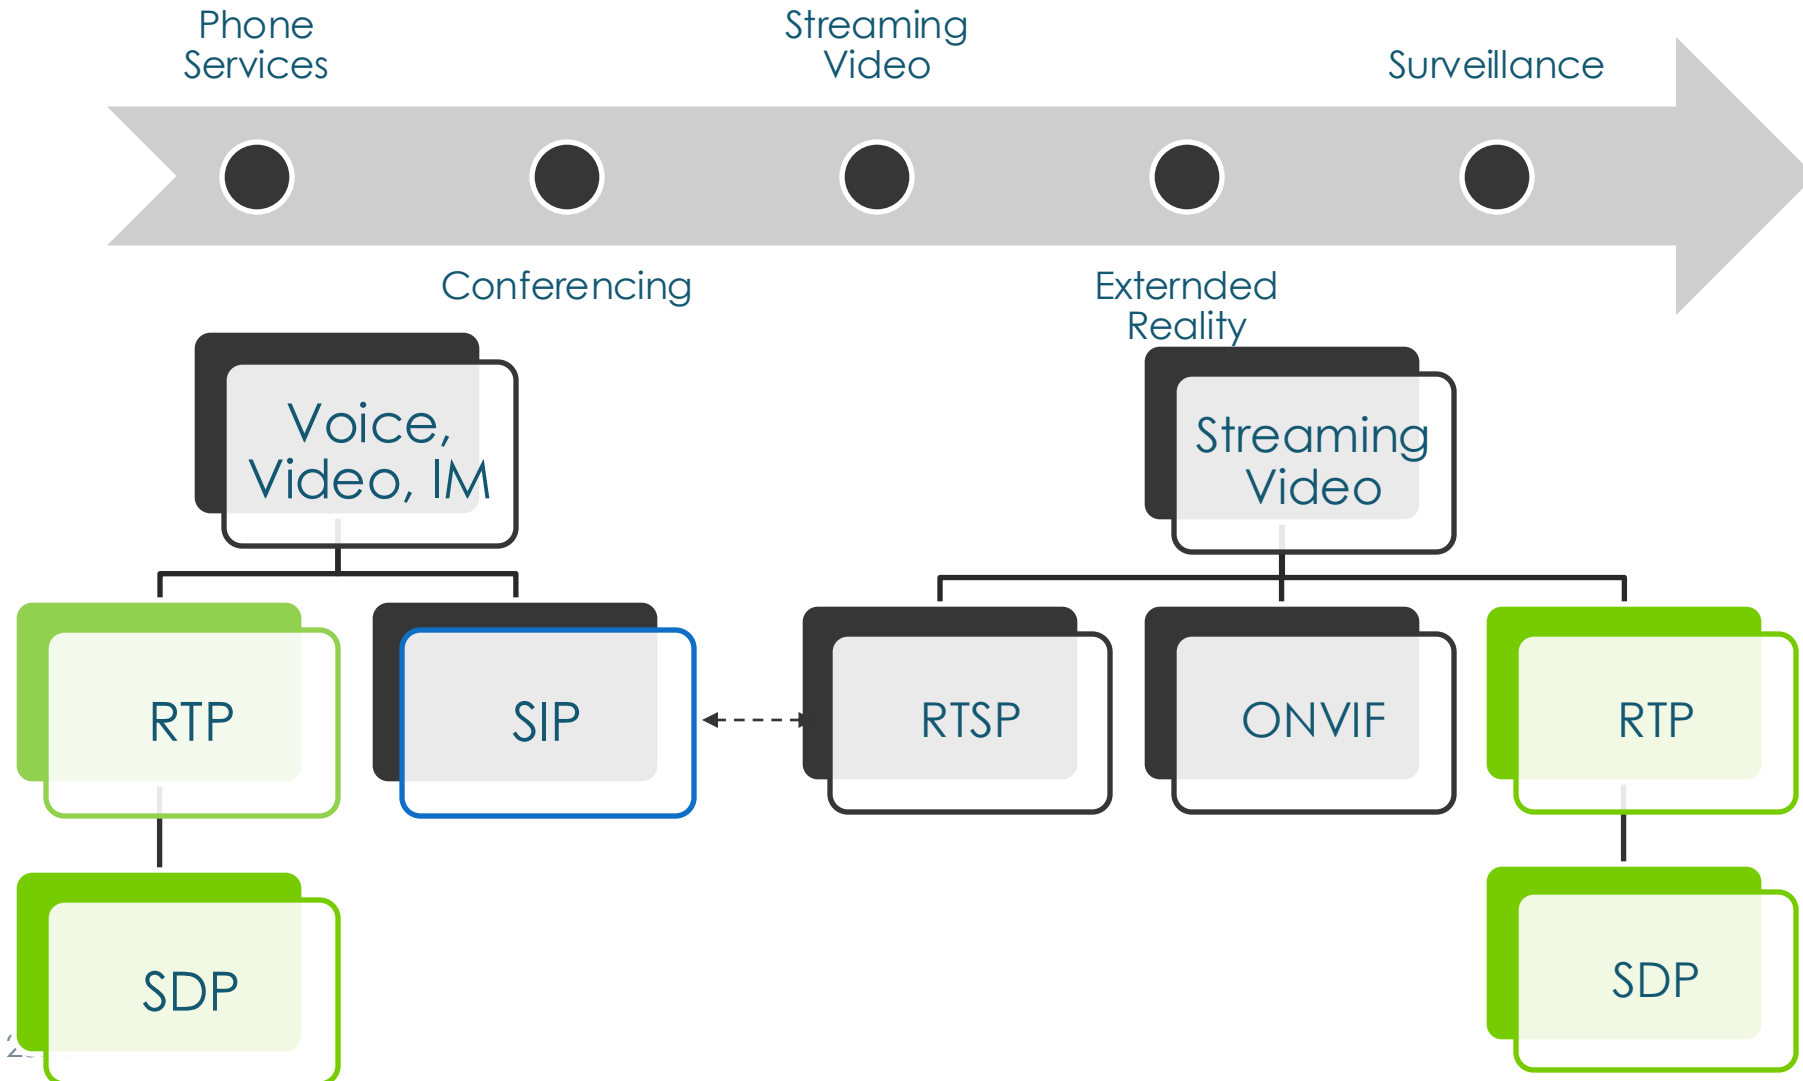 Phone
Services
Streaming
Video
Surveillance
Conferencing
Externded
Reality
Voice,
Video, IM
Streaming
Video
RTP
SIP
RTSP
ONVIF
RTP
SDP
SDP